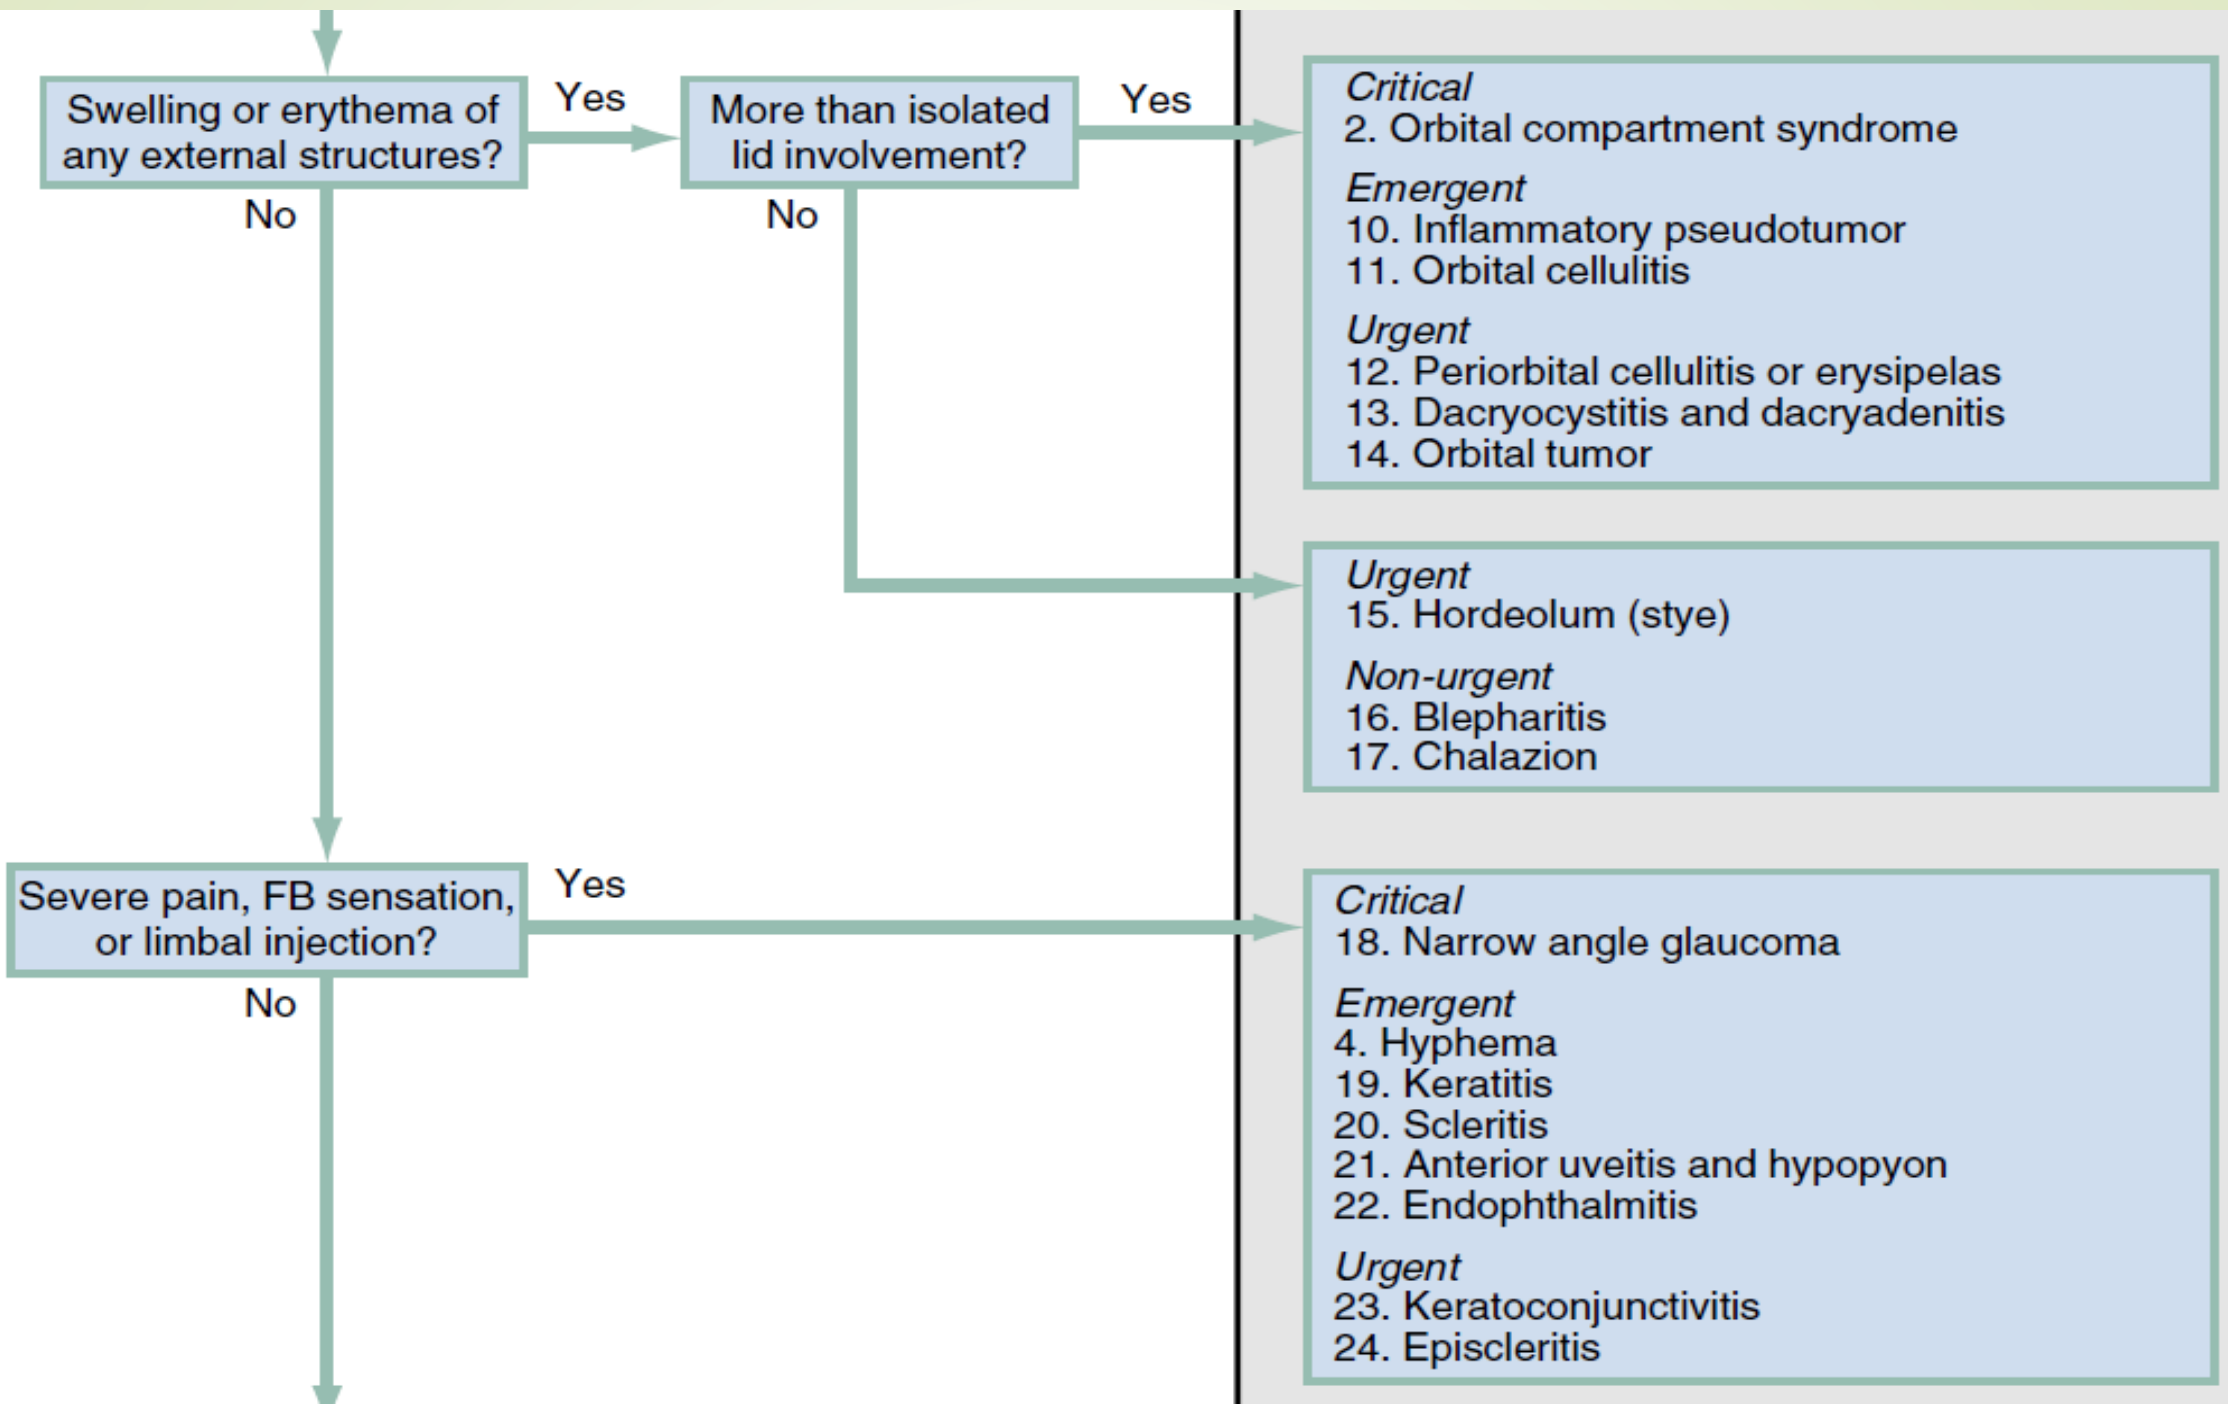 Swelling or erythema of
any external structures?
Yes
No
More than isolated
lid involvement?
Yes
No
Critical
2. Orbital compartment syndrome
Emergent
10. Inflammatory pseudotumor
11. Orbital cellulitis
Urgent
12. Periorbital cellulitis or erysipelas
13. Dacryocystitis and dacryadenitis
14. Orbital tumor
Urgent
15. Hordeolum (stye)
Non-urgent
16. Blepharitis
17. Chalazion
Severe pain, FB sensation,
or limbal injection?
Yes
No
Critical
18. Narrow angle glaucoma
Emergent
4. Hyphema
19. Keratitis
20. Scleritis
21. Anterior uveitis and hypopyon
22. Endophthalmitis
Urgent
23. Keratoconjunctivitis
24. Episcleritis